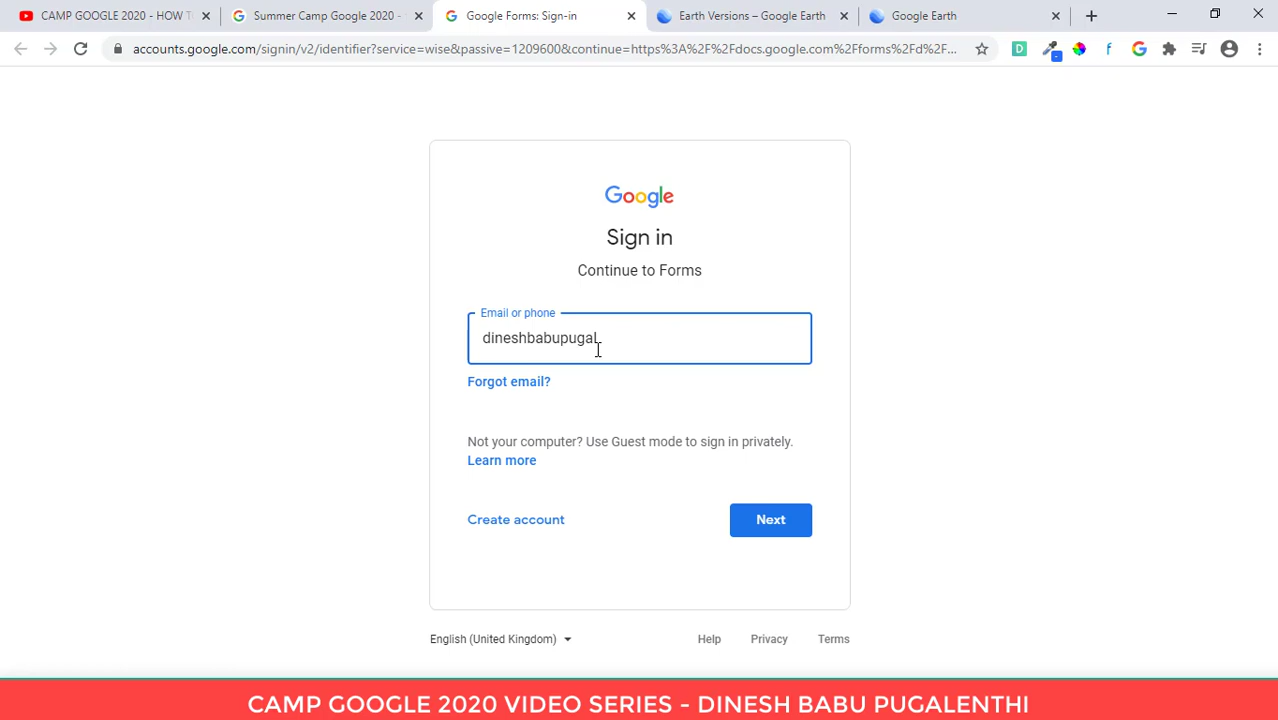 CAMP GOOGLE 2020 - HOW T
Summer Camp Google 2020 -
Google Forms: Sign-in
Earth Versions – Google Earth
Google Earth
accounts.google.com/signin/v2/identifier?service=wise&passive=1209600&continue=https%3A%2F%2Fdocs.google.com%2Fforms%2Fd%2F...
Google
Sign in
Continue to Forms
Email or phone
dineshbabupugal
Forgot email?
Not your computer? Use Guest mode to sign in privately.
Learn more
Create account
Next
English (United Kingdom)
Help
Privacy
Terms
CAMP GOOGLE 2020 VIDEO SERIES - DINESH BABU PUGALENTHI